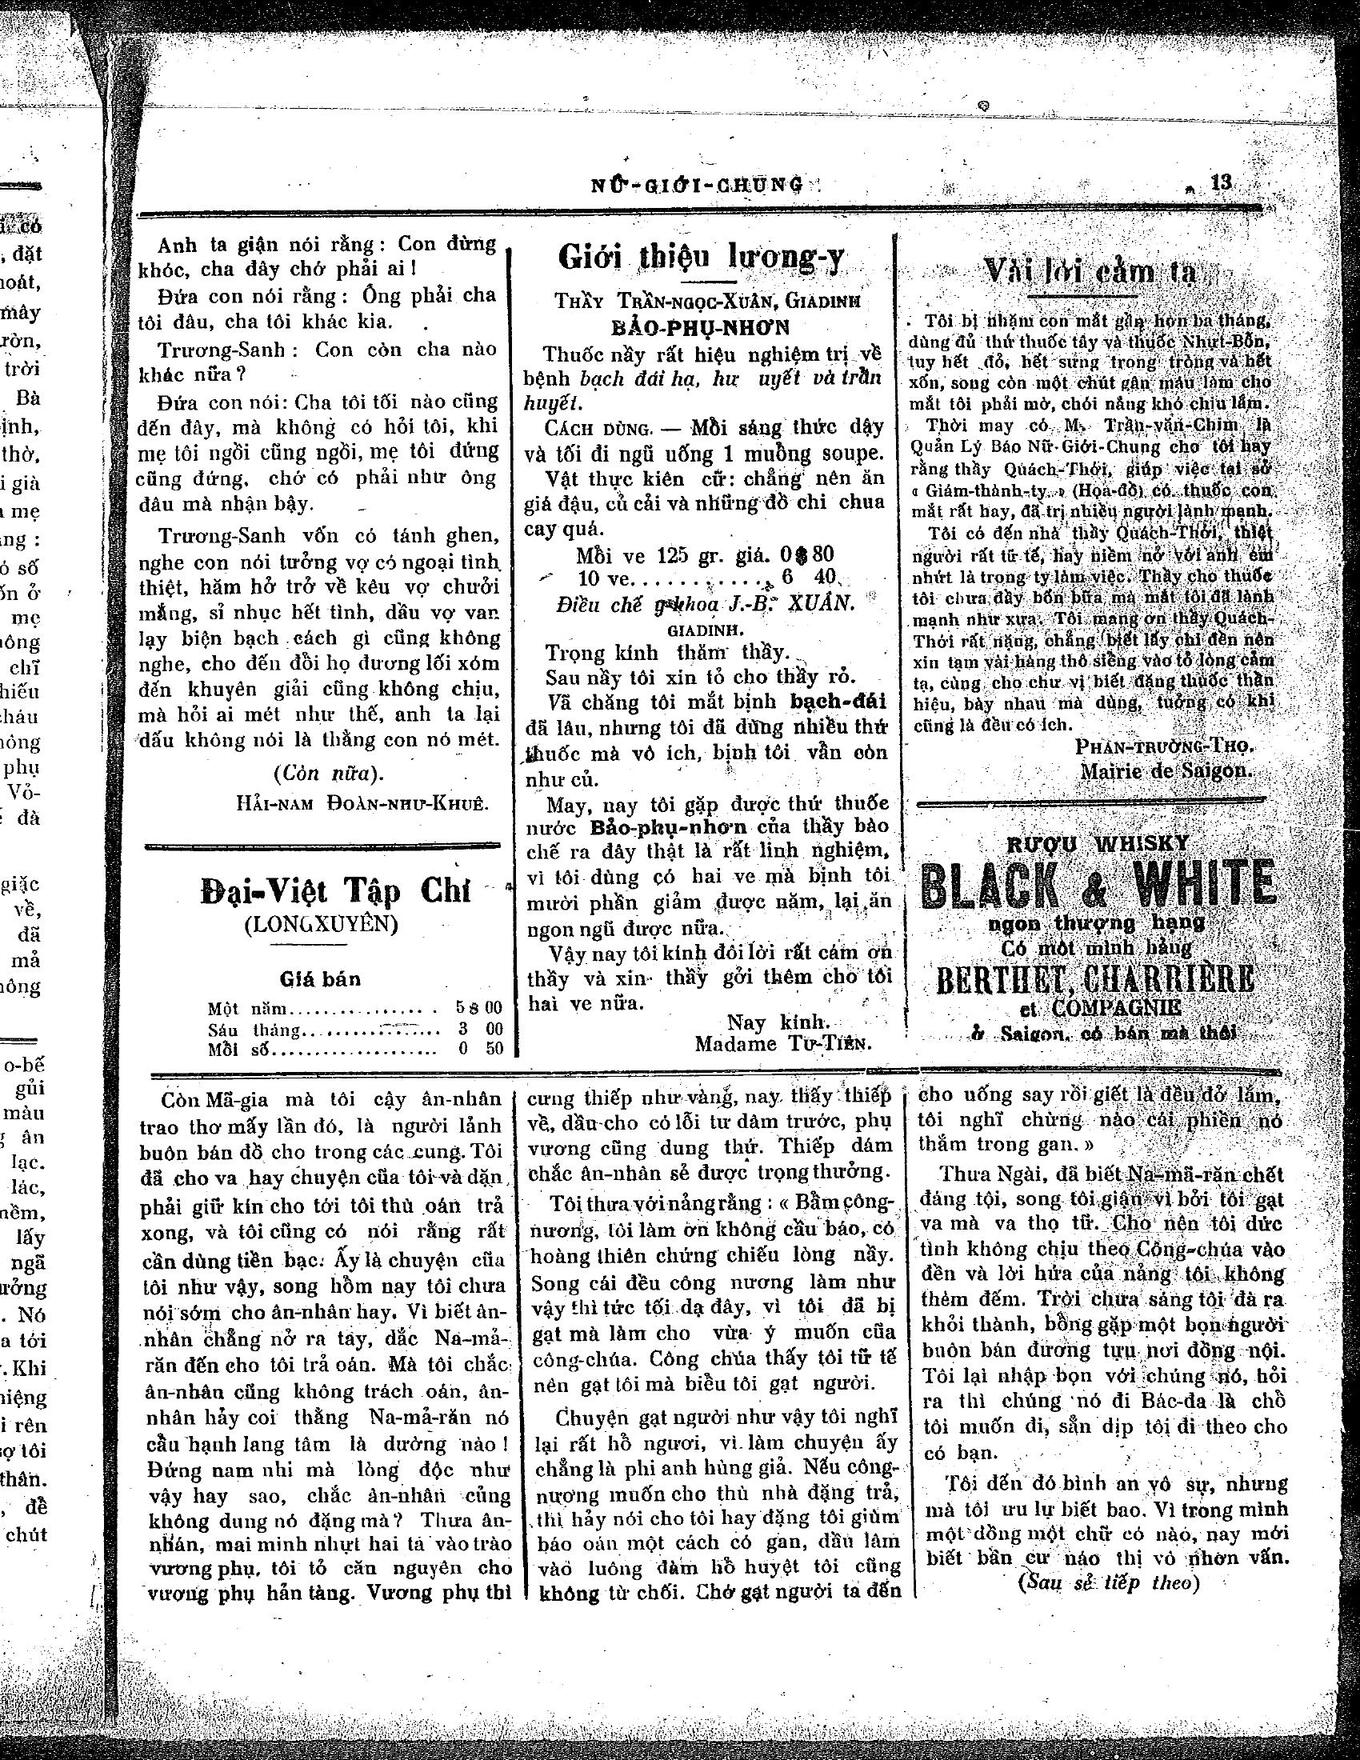 NỮ-GIỚI-CHUNG
13
Anh ta giận nói rằng : Con đừng
khóc, cha đây chớ phải ai !
Đứa con nói rằng : Ông phải cha
tôi đâu, cha tôi khác kia.
Trương-Sanh : Con còn cha nào
khác nữa ?
Đứa con nói : Cha tôi tối nào cũng
đến đây, mà không có hỏi tôi, khi
mẹ tôi ngồi cũng ngồi, mẹ tôi đứng
cũng đứng, chớ có phải như ông
đâu mà nhận bậy.
Trương-Sanh vốn có tánh ghen,
nghe con nói tưởng vợ có ngoại tình
thiệt, hăm hở trở về kêu vợ chưởi
mắng, sỉ nhục hết tình, dầu vợ van
lạy biện bạch cách gì cũng không
nghe, cho đến đỗi họ đương lối xóm
đến khuyên giải cũng không chịu,
mà hỏi ai mét như thế, anh ta lại
dấu không nói là thằng con nó mét.
(Còn nữa).
HẢI-NAM ĐOÀN-NHƯ-KHUÊ.
Đại-Việt Tập Chí
(LONGXUYÊN)
Giá bán
Một năm................ 5 $ 00
Sáu tháng.................. 3 00
Mỗi số.................... 0 50
Giới thiệu lương-y
THẦY TRẦN-NGỌC-XUÂN, GIADINH
BẢO-PHỤ-NHƠN
Thuốc nầy rất hiệu nghiệm trị về
bệnh bạch đái hạ, hư uyết và trần
huyết.
CÁCH DÙNG. — Mỗi sáng thức dậy
và tối đi ngũ uống 1 muỗng soupe.
Vật thực kiên cữ : chẳng nên ăn
giá đậu, củ cải và những đồ chi chua
cay quá.
Mỗi ve 125 gr. giá. 0$80
10 ve............ 6 40
Điều chế khoa J.-B. XUÂN.
GIADINH.
Trọng kính thăm thầy.
Sau nầy tôi xin tỏ cho thầy rỏ.
Vã chăng tôi mắt bịnh bạch-đái
đã lâu, nhưng tôi đã dùng nhiều thứ
thuốc mà vô ích, bịnh tôi vẫn còn
như củ.
May, nay tôi gặp được thứ thuốc
nước Bảo-phụ-nhơn của thầy bào
chế ra đây thật là rất linh nghiệm,
vì tôi dùng có hai ve mà bịnh tôi
mười phần giảm được năm, lại ăn
ngon ngũ được nữa.
Vậy nay tôi kính đôi lời rất cám ơn
thầy và xin thầy gởi thêm cho tôi
hai ve nữa.
Nay kính.
Madame TƯ-TIÊN.
Vài lời cảm tạ
Tôi bị nhặm con mắt gần hơn ba tháng,
dùng đủ thứ thuốc tây và thuốc Nhựt-Bổn,
tuy hết đỏ, hết sưng trong tròng và hết
xốn, song còn một chút gân máu làm cho
mắt tôi phải mờ, chói nắng khó chịu lắm.
Thời may có M. Trần-văn-Chim là
Quản Lý Báo Nữ-Giới-Chung cho tôi hay
rằng thầy Quách-Thới, giúp việc tại sở
« Giám-thành-ty » (Họa-đồ) có thuốc con
mắt rất hay, đã trị nhiều người lành mạnh.
Tôi có đến nhà thầy Quách-Thới, thiệt
người rất tử tế, hay niềm nở với anh em
nhứt là trong ty làm việc. Thầy cho thuốc
tôi chưa đầy bốn bữa mà mắt tôi đã lành
mạnh như xưa. Tôi mang ơn thầy Quách-
Thới rất nặng, chẳng biết lấy chi đền nên
xin tạm vài hàng thô siềng vào tỏ lòng cảm
tạ, cùng cho chư vị biết đặng thuốc thần
hiệu, bày nhau mà dùng, tưởng có khi
cũng là đều có ích.
PHAN-TRƯỜNG-THỌ.
Mairie de Saigon.
RƯỢU WHISKY
BLACK & WHITE
ngon thượng hạng
Có một mình hàng
BERTHET, CHARRIÈRE
et COMPAGNIE
ở Saigon, có bán mà thôi
Còn Mã-gia mà tôi cậy ân-nhân
trao thơ mấy lần đó, là người lảnh
buôn bán đồ cho trong các cung. Tôi
đã cho va hay chuyện của tôi và dặn
phải giữ kín cho tới tôi thù oán trả
xong, và tôi cũng có nói rằng rất
cần dùng tiền bạc. Ấy là chuyện của
tôi như vậy, song hồm nay tôi chưa
nói sớm cho ân-nhân hay. Vì biết ân-
nhân chẳng nở ra tay, dắc Na-mả-
răn đến cho tôi trả oán. Mà tôi chắc
ân-nhân cũng không trách oán, ân-
nhân hảy coi thằng Na-mả-răn nó
cầu hạnh lang tâm là dường nào !
Đứng nam nhi mà lòng độc như
vậy hay sao, chắc ân-nhân củng
không dung nó đặng mà ? Thưa ân-
nhân, mai mình nhựt hai ta vào trào
vương phụ, tôi tỏ căn nguyên cho
vương phụ hản tàng. Vương phụ thì
cưng thiếp như vàng, nay thấy thiếp
về, dầu cho có lỗi tư dâm trước, phụ
vương cũng dung thứ. Thiếp dám
chắc ân-nhân sẻ được trọng thưởng.
Tôi thưa với nàng rằng : « Bẩm công-
nương, tôi làm ơn không cầu báo, có
hoàng thiên chứng chiếu lòng nầy.
Song cái đều công nương làm như
vậy thì tức tối dạ đây, vì tôi đã bị
gạt mà làm cho vừa ý muốn của
công-chúa. Công chúa thấy tôi tữ tế
nên gạt tôi mà biểu tôi gạt người.
Chuyện gạt người như vậy tôi nghĩ
lại rất hồ ngươi, vì làm chuyện ấy
chẳng là phi anh hùng giả. Nếu công-
nương muốn cho thù nhà đặng trả,
thì hảy nói cho tôi hay đặng tôi giùm
báo oán một cách có gan, dầu lâm
vào luông đàm hồ huyệt tôi cũng
không từ chối. Chớ gạt người ta đến
cho uống say rồi giết là đều dở lắm,
tôi nghĩ chừng nào cái phiền nó
thắm trong gan. »
Thưa Ngài, đã biết Na-mã-răn chết
đáng tội, song tôi giận vì bởi tôi gạt
va mà va thọ tử. Cho nên tôi dức
tình không chịu theo Công-chúa vào
đền và lời hứa của nàng tôi không
thèm đếm. Trời chưa sáng tôi đà ra
khỏi thành, bổng gặp một bọn người
buôn bán đương tựu nơi đồng nội.
Tôi lại nhập bọn với chúng nó, hỏi
ra thì chúng nó đi Bác-đa là chổ
tôi muốn đi, sẵn dịp tôi đi theo cho
có bạn.
Tôi đến đó bình an vô sự, nhưng
mà tôi ưu lự biết bao. Vì trong mình
một đồng một chữ có nào, nay mới
biết bần cư náo thị vô nhơn vấn.
(Sau sẻ tiếp theo)